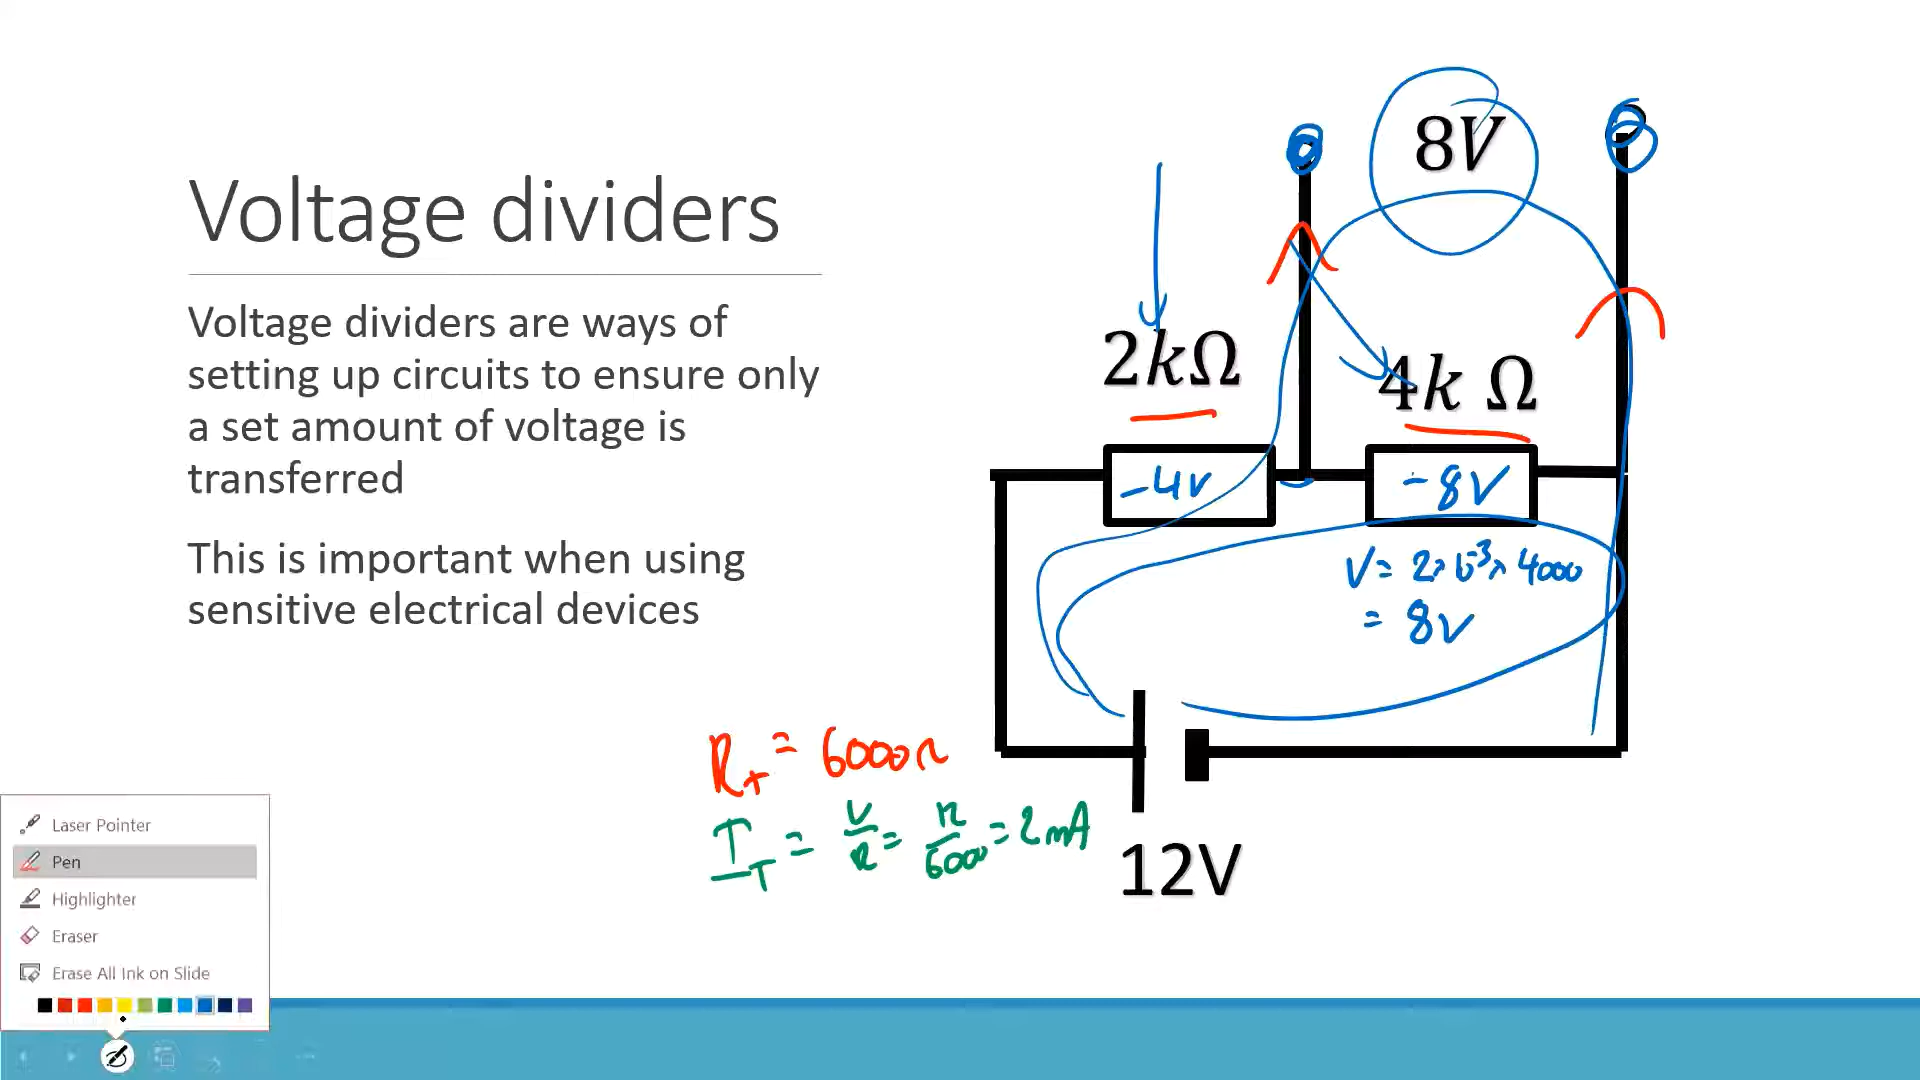 Voltage dividers
Voltage dividers are ways of
setting up circuits to ensure only
a set amount of voltage is
transferred
This is important when using
sensitive electrical devices
8V
2kΩ
4k Ω
-4V
-8V
V= 2×10⁻³×4000
= 8V
R_T = 6000Ω
I_T = V/R = 12/6000 = 2mA
12V
Laser Pointer
Pen
Highlighter
Eraser
Erase All Ink on Slide